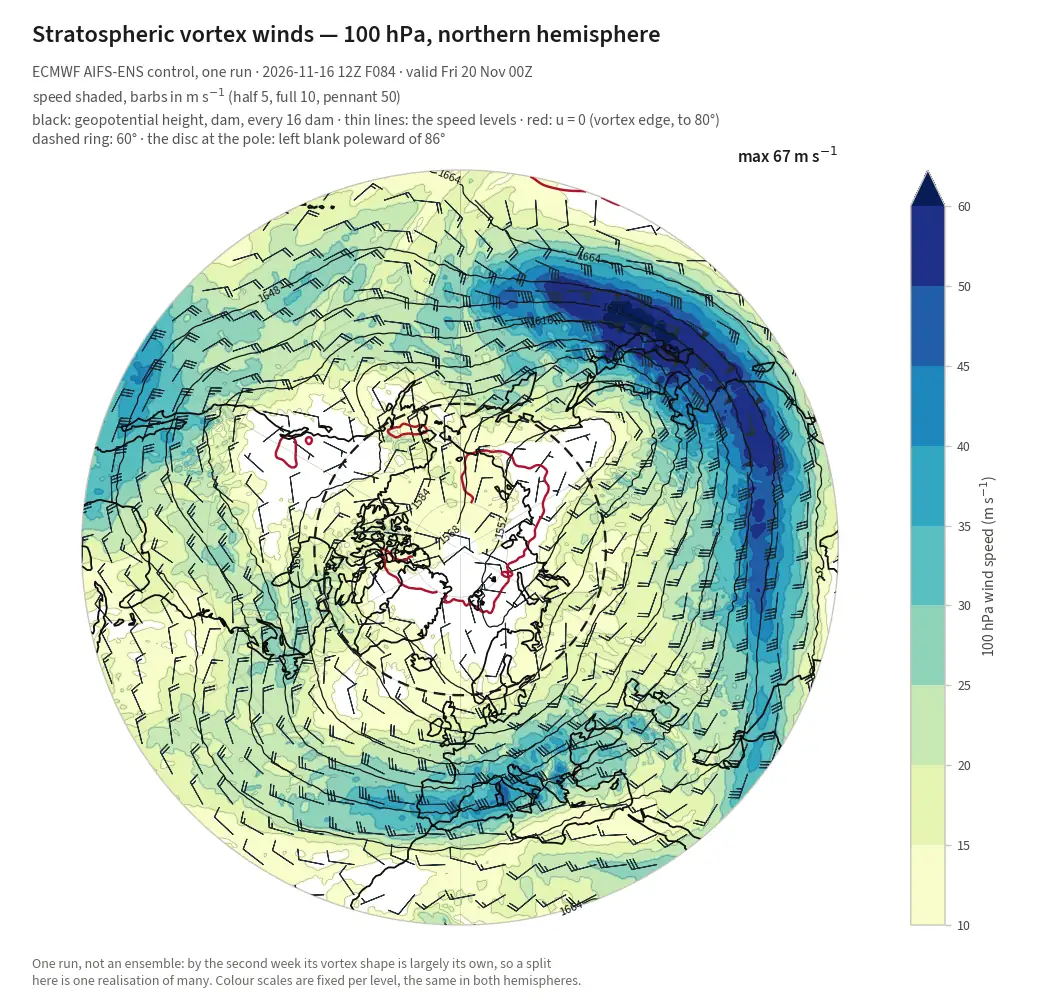 Stratospheric vortex winds — 100 hPa, northern hemisphere
ECMWF AIFS-ENS control, one run · 2026-11-16 12Z F084 · valid Fri 20 Nov 00Z
speed shaded, barbs in m s⁻¹ (half 5, full 10, pennant 50)
black: geopotential height, dam, every 16 dam · thin lines: the speed levels · red: u = 0 (vortex edge, to 80°)
dashed ring: 60° · the disc at the pole: left blank poleward of 86°
max 67 m s⁻¹
1664
1664
1648
1616
1584
1568
1552
1664
60
50
45
40
35
30
25
20
15
10
100 hPa wind speed (m s⁻¹)
One run, not an ensemble: by the second week its vortex shape is largely its own, so a split
here is one realisation of many. Colour scales are fixed per level, the same in both hemispheres.